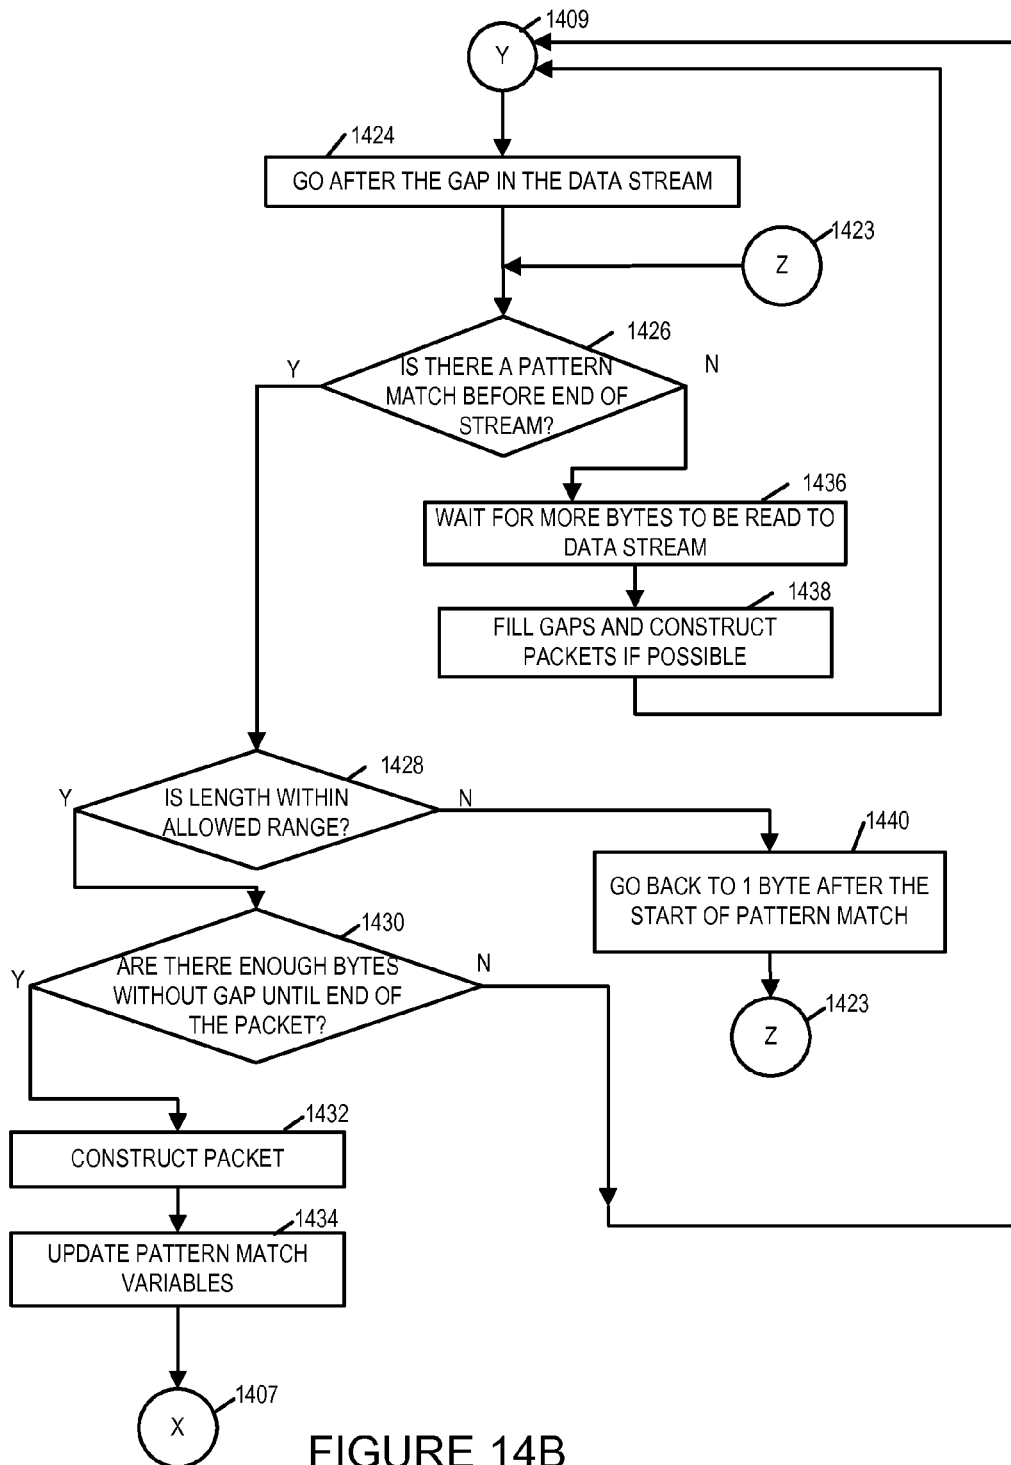 1409
Y
1424
GO AFTER THE GAP IN THE DATA STREAM
1423
Z
1426
Y
N
IS THERE A PATTERN
MATCH BEFORE END OF
STREAM?
1436
WAIT FOR MORE BYTES TO BE READ TO
DATA STREAM
1438
FILL GAPS AND CONSTRUCT
PACKETS IF POSSIBLE
1428
Y
N
IS LENGTH WITHIN
ALLOWED RANGE?
1440
GO BACK TO 1 BYTE AFTER THE
START OF PATTERN MATCH
1430
Y
N
ARE THERE ENOUGH BYTES
WITHOUT GAP UNTIL END OF
THE PACKET?
1423
Z
1432
CONSTRUCT PACKET
1434
UPDATE PATTERN MATCH
VARIABLES
1407
X
FIGURE 14B